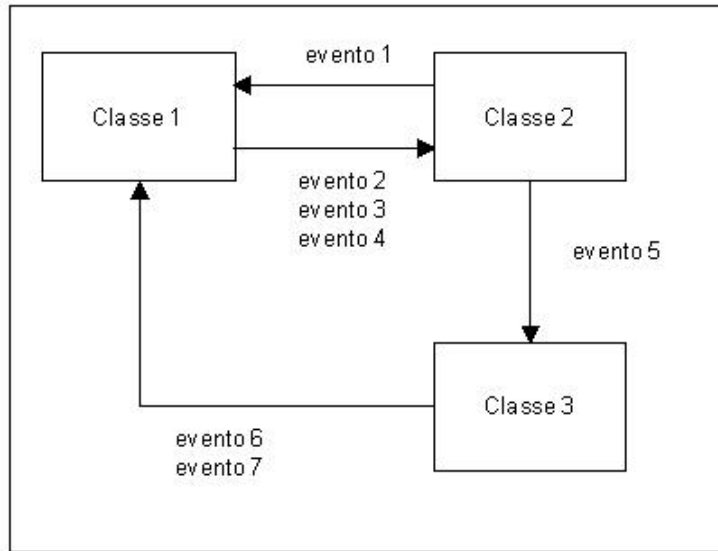 evento 1
Classe 1
Classe 2
evento 2
evento 3
evento 4
evento 5
Classe 3
evento 6
evento 7